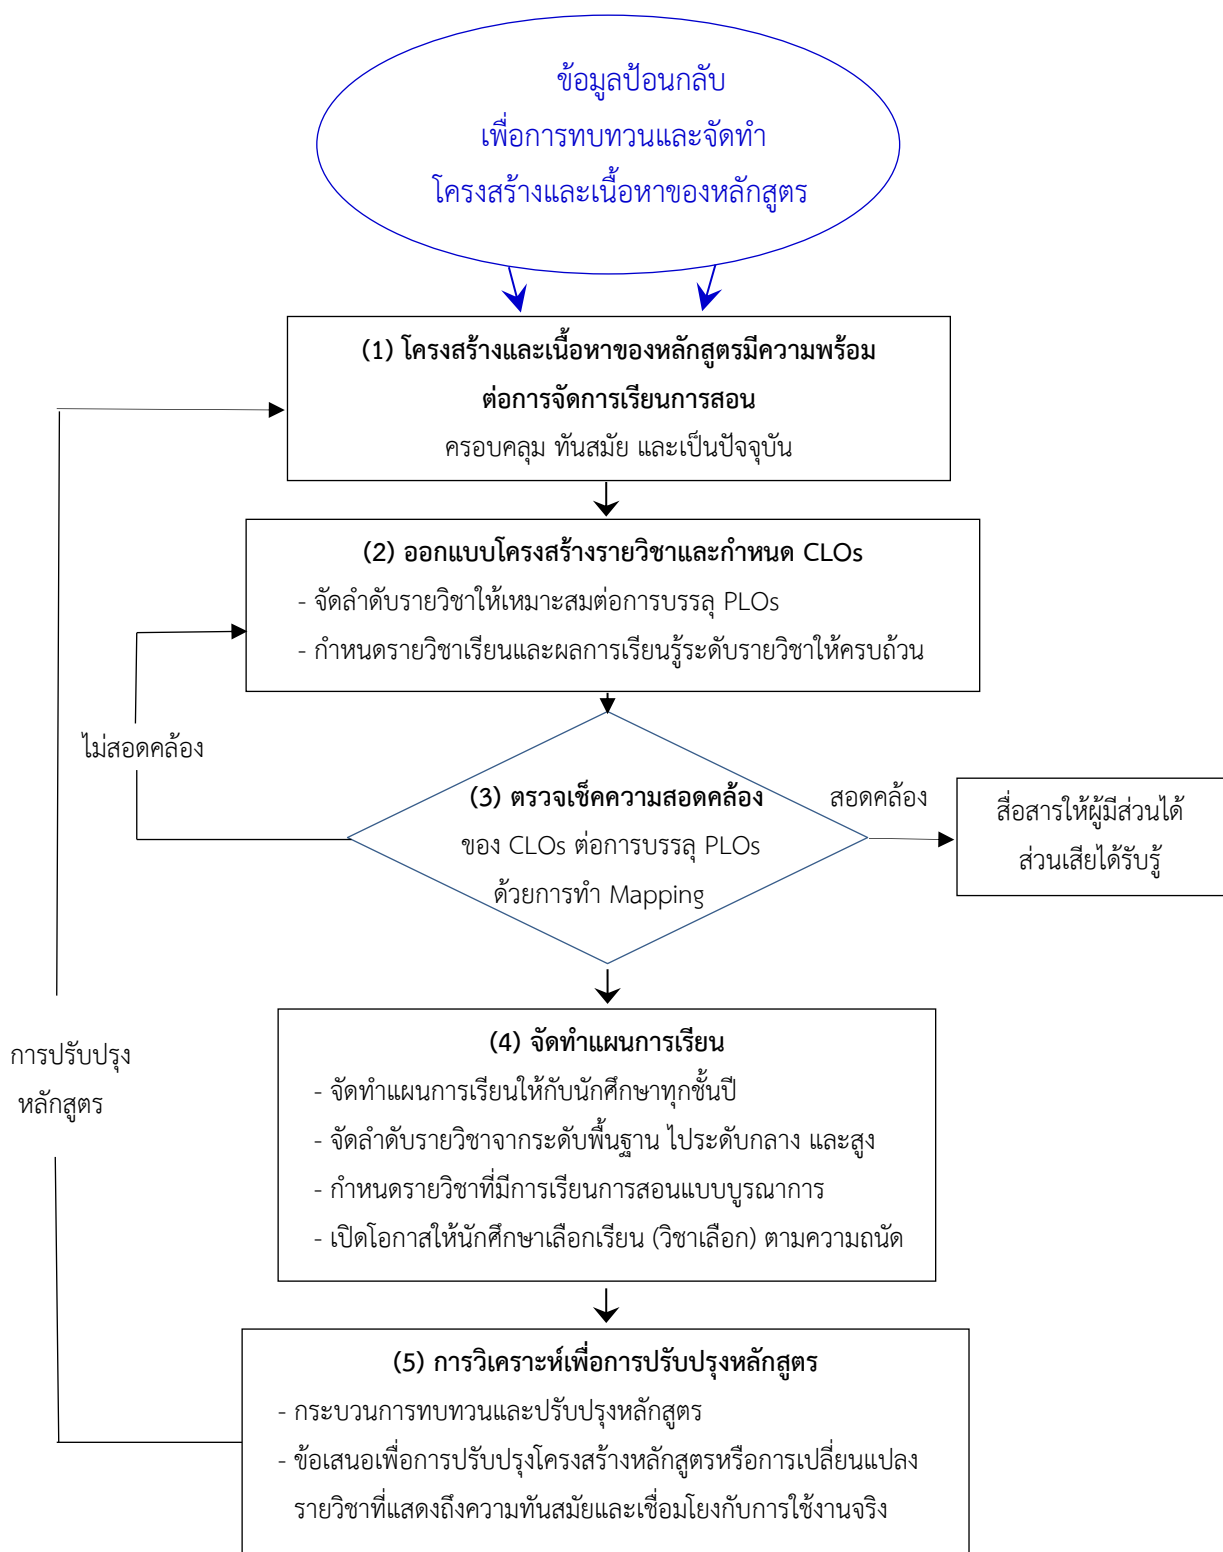 ข้อมูลป้อนกลับ
เพื่อการทบทวนและจัดทำ
โครงสร้างและเนื้อหาของหลักสูตร
(1) โครงสร้างและเนื้อหาของหลักสูตรมีความพร้อม
ต่อการจัดการเรียนการสอน
ครอบคลุม ทันสมัย และเป็นปัจจุบัน
(2) ออกแบบโครงสร้างรายวิชาและกำหนด CLOs
- จัดลำดับรายวิชาให้เหมาะสมต่อการบรรลุ PLOs
- กำหนดรายวิชาเรียนและผลการเรียนรู้ระดับรายวิชาให้ครบถ้วน
ไม่สอดคล้อง
(3) ตรวจเช็คความสอดคล้อง
ของ CLOs ต่อการบรรลุ PLOs
ด้วยการทำ Mapping
สอดคล้อง
สื่อสารให้ผู้มีส่วนได้
ส่วนเสียได้รับรู้
(4) จัดทำแผนการเรียน
- จัดทำแผนการเรียนให้กับนักศึกษาทุกชั้นปี
- จัดลำดับรายวิชาจากระดับพื้นฐาน ไประดับกลาง และสูง
- กำหนดรายวิชาที่มีการเรียนการสอนแบบบูรณาการ
- เปิดโอกาสให้นักศึกษาเลือกเรียน (วิชาเลือก) ตามความถนัด
การปรับปรุง
หลักสูตร
(5) การวิเคราะห์เพื่อการปรับปรุงหลักสูตร
- กระบวนการทบทวนและปรับปรุงหลักสูตร
- ข้อเสนอเพื่อการปรับปรุงโครงสร้างหลักสูตรหรือการเปลี่ยนแปลง
รายวิชาที่แสดงถึงความทันสมัยและเชื่อมโยงกับการใช้งานจริง